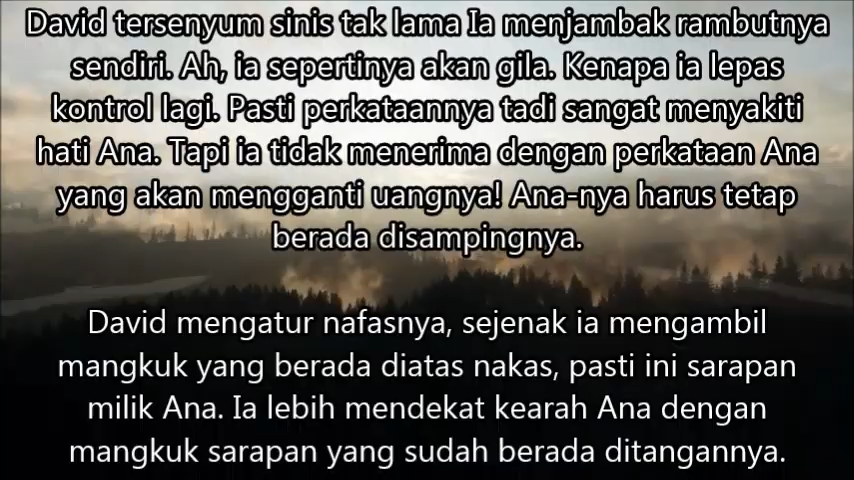 David tersenyum sinis tak lama Ia menjambak rambutnya
sendiri. Ah, ia sepertinya akan gila. Kenapa ia lepas
kontrol lagi. Pasti perkataannya tadi sangat menyakiti
hati Ana. Tapi ia tidak menerima dengan perkataan Ana
yang akan mengganti uangnya! Ana-nya harus tetap
berada disampingnya.
David mengatur nafasnya, sejenak ia mengambil
mangkuk yang berada diatas nakas, pasti ini sarapan
milik Ana. Ia lebih mendekat kearah Ana dengan
mangkuk sarapan yang sudah berada ditangannya.